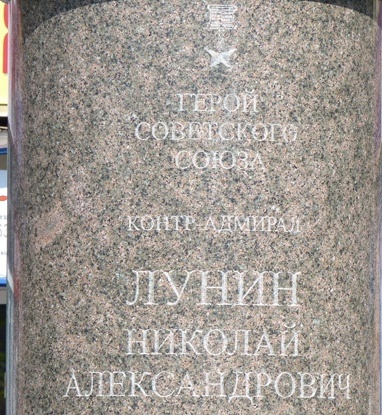 ГЕРОЙ
СОВЕТСКОГО
СОЮЗА
КОНТР-АДМИРАЛ
ЛУНИН
НИКОЛАЙ
АЛЕКСАНДРОВИЧ